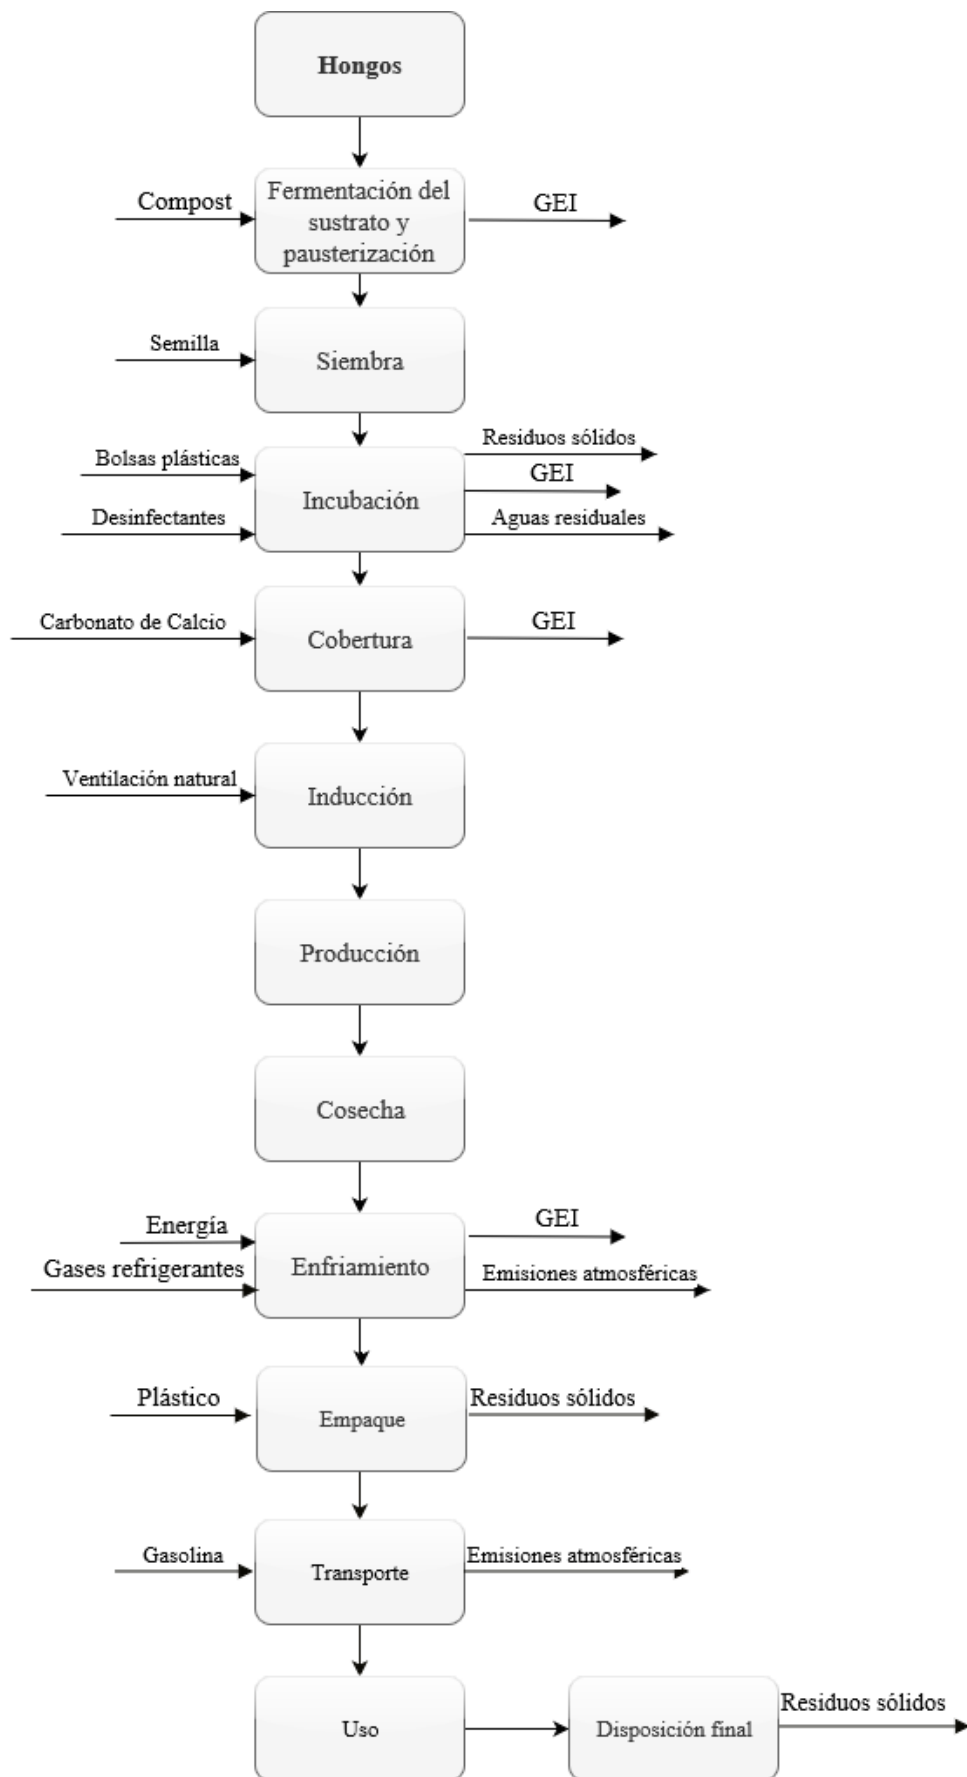 Hongos
Compost
Fermentación del
sustrato y
pausterización
GEI
Semilla
Siembra
Bolsas plásticas
Desinfectantes
Incubación
Residuos sólidos
GEI
Aguas residuales
Carbonato de Calcio
Cobertura
GEI
Ventilación natural
Inducción
Producción
Cosecha
Energía
Gases refrigerantes
Enfriamiento
GEI
Emisiones atmosféricas
Plástico
Empaque
Residuos sólidos
Gasolina
Transporte
Emisiones atmosféricas
Uso
Disposición final
Residuos sólidos